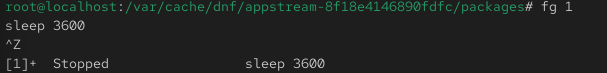 root@localhost:/var/cache/dnf/appstream-8f18e4146890fdfc/packages# fg 1
sleep 3600
^Z
[1]+  Stopped                 sleep 3600